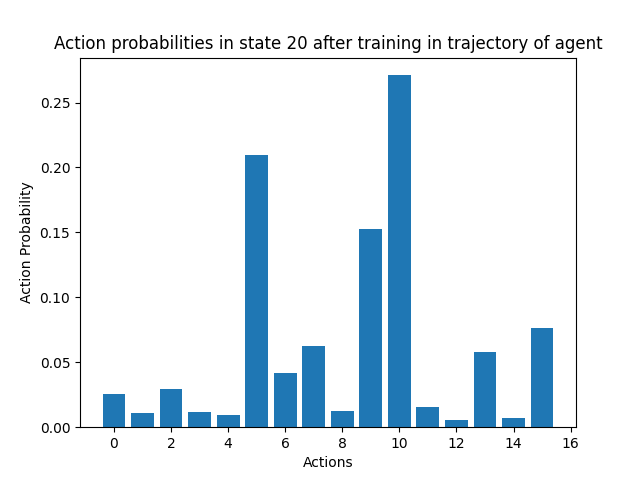 Action probabilities in state 20 after training in trajectory of agent
0.25
0.20
0.15
0.10
0.05
0.00
Action Probability
0 2 4 6 8 10 12 14 16
Actions